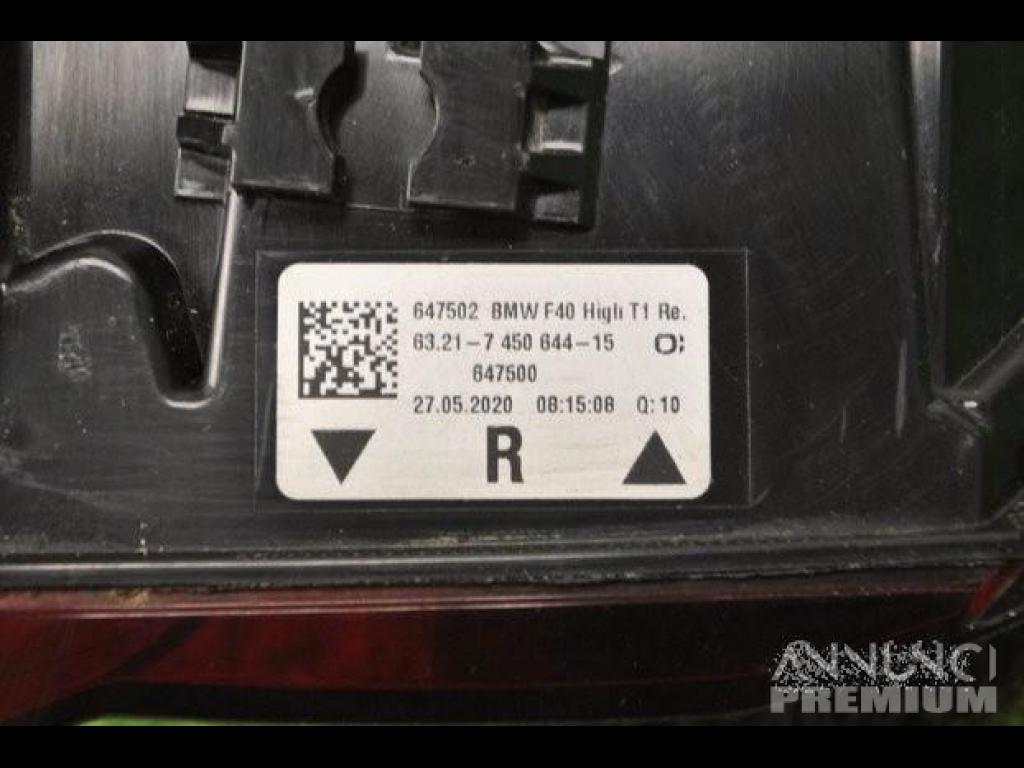 647502 BMW F40 High T1 Re.
63.21-7 450 644-15
647500
27.05.2020 08:15:08 Q: 10
R
ANNUNCI
PREMIUM